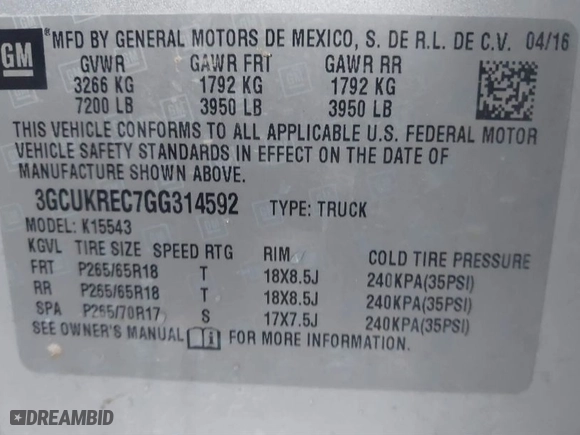 GM
® MFD BY GENERAL MOTORS DE MEXICO, S. DE R.L. DE C.V. 04/16
GVWR GAWR FRT GAWR RR
3266 KG 1792 KG 1792 KG
7200 LB 3950 LB 3950 LB
THIS VEHICLE CONFORMS TO ALL APPLICABLE U.S. FEDERAL MOTOR
VEHICLE SAFETY STANDARDS IN EFFECT ON THE DATE OF
MANUFACTURE SHOWN ABOVE.
3GCUKREC7GG314592 TYPE: TRUCK
MODEL: K15543
KGVL TIRE SIZE SPEED RTG RIM COLD TIRE PRESSURE
FRT P265/65R18 T 18X8.5J 240KPA(35PSI)
RR P265/65R18 T 18X8.5J 240KPA(35PSI)
SPA P265/70R17 S 17X7.5J 240KPA(35PSI)
SEE OWNER'S MANUAL FOR MORE INFORMATION.
DREAMBID